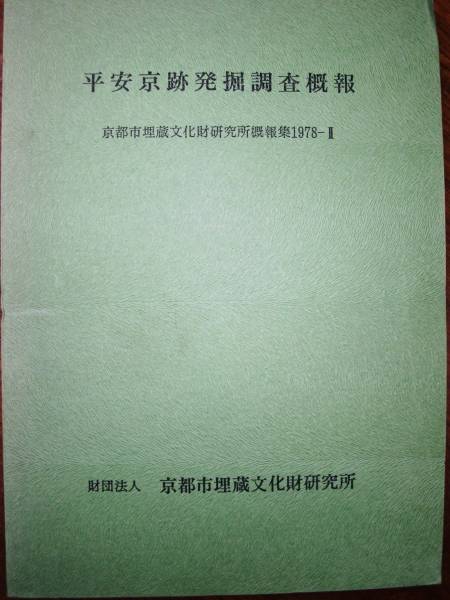 平安京跡発掘調査概報
京都市埋蔵文化財研究所概報集1978-Ⅱ
財団法人 京都市埋蔵文化財研究所